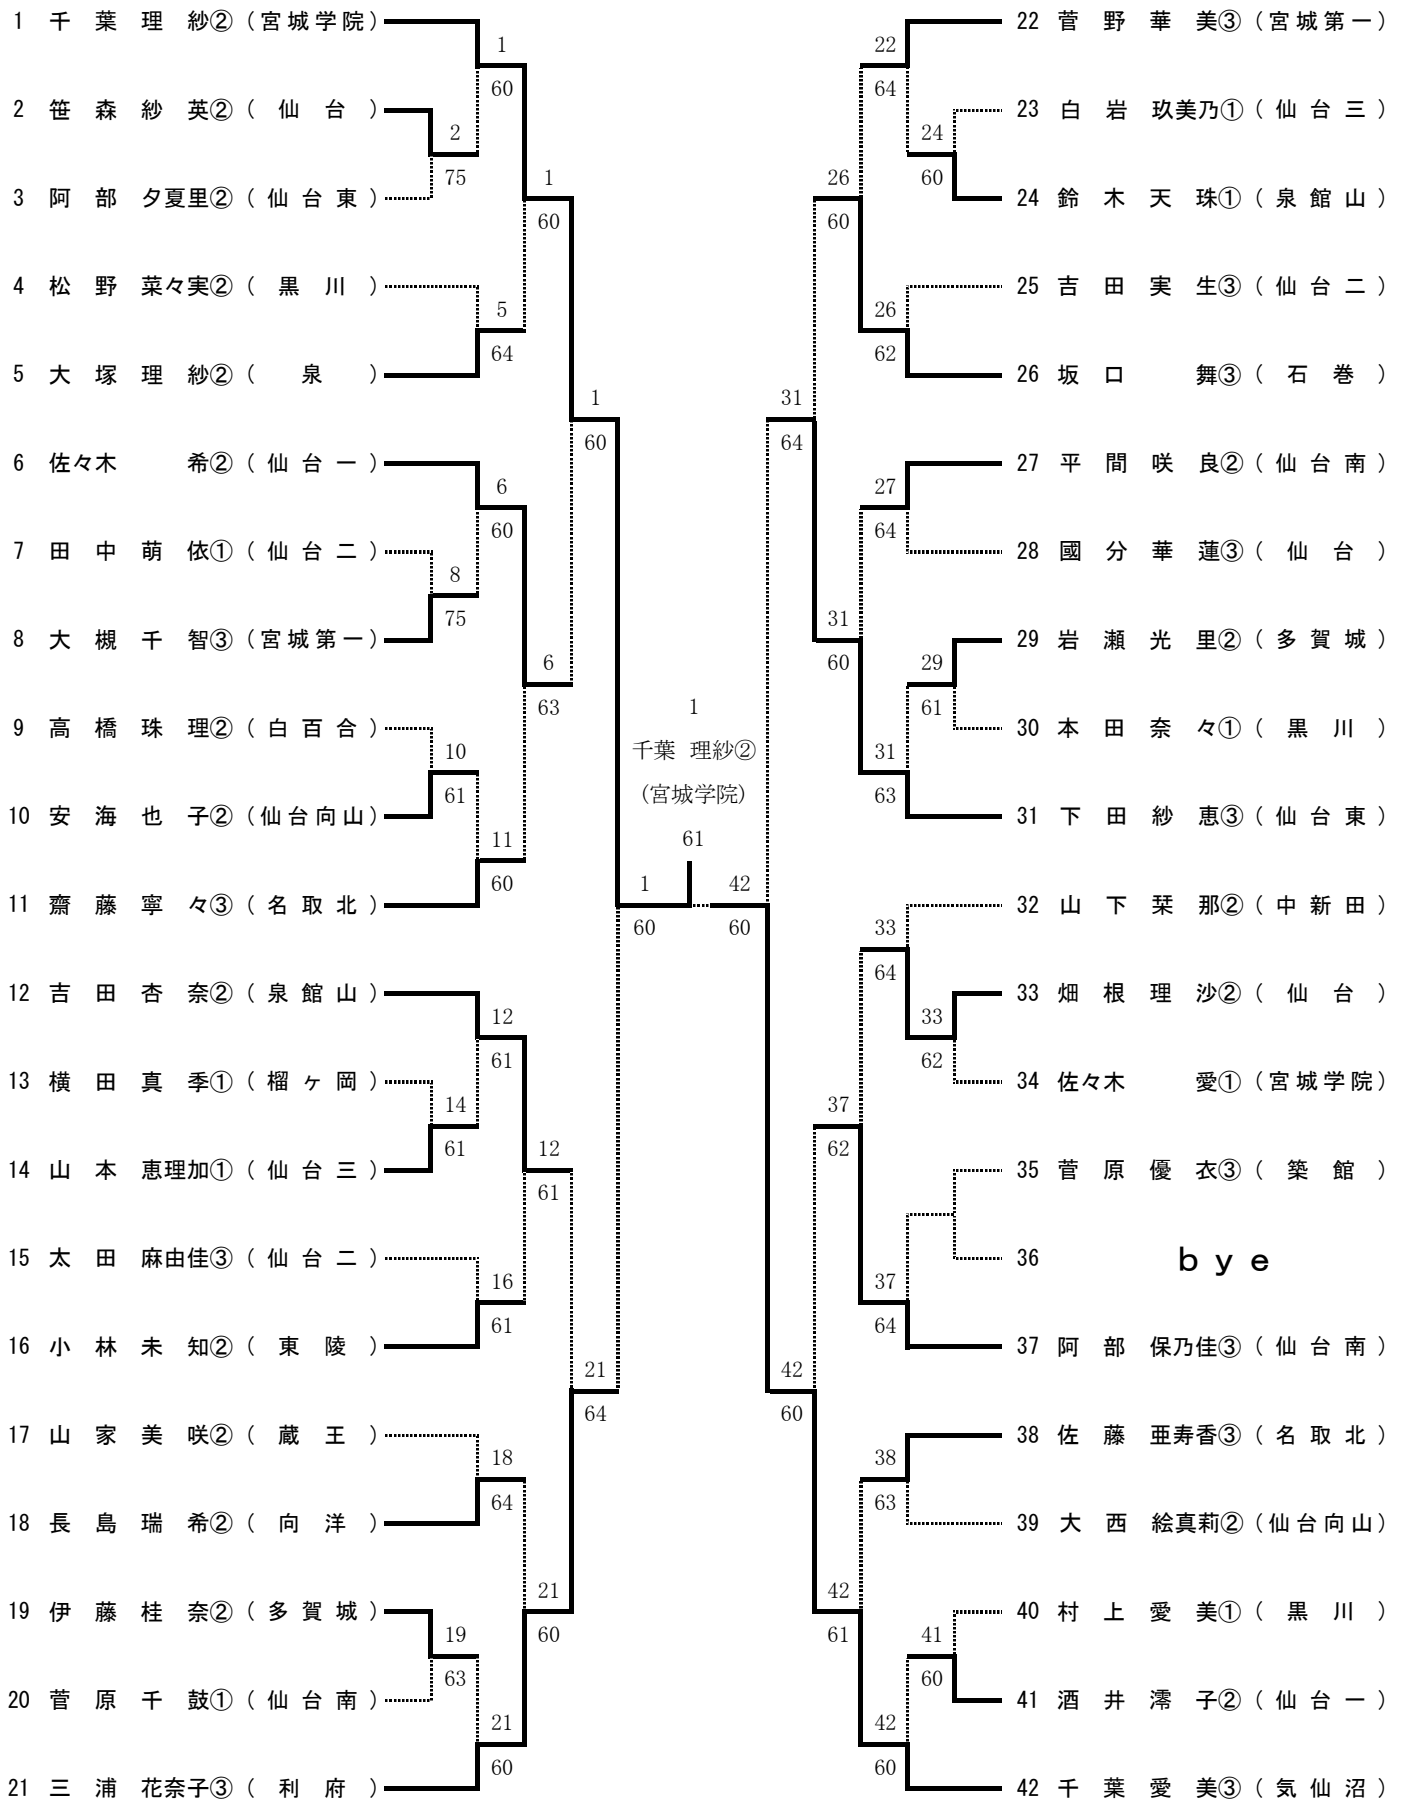 1 千 葉 理 紗② (宮城学院)
2 笹 森 紗 英② ( 仙 台 )
3 阿 部 夕夏里② ( 仙 台 東 )
4 松 野 菜々実② ( 黒 川 )
5 大 塚 理 紗② ( 泉 )
6 佐々木 希② ( 仙 台 一 )
7 田 中 萌 依① ( 仙 台 二 )
8 大 槻 千 智③ (宮城第一)
9 高 橋 珠 理② ( 白 百 合 )
10 安 海 也 子② (仙台向山)
11 齋 藤 寧 々③ ( 名 取 北 )
12 吉 田 杏 奈② ( 泉 館 山 )
13 横 田 真 季① ( 榴 ヶ 岡 )
14 山 本 恵理加① ( 仙 台 三 )
15 太 田 麻由佳③ ( 仙 台 二 )
16 小 林 未 知② ( 東 陵 )
17 山 家 美 咲② ( 蔵 王 )
18 長 島 瑞 希② ( 向 洋 )
19 伊 藤 桂 奈② ( 多 賀 城 )
20 菅 原 千 鼓① ( 仙 台 南 )
21 三 浦 花奈子③ ( 利 府 )
2
75
8
75
10
61
14
61
19
63
1
60
5
64
6
60
11
60
12
61
16
61
18
64
21
60
1
60
6
63
12
61
21
60
1
60
21
64
1
60
1
千葉 理紗②
(宮城学院)
61
42
60
31
64
42
60
26
60
31
60
37
62
42
61
22
64
26
62
27
64
31
63
33
64
37
64
38
63
42
60
24
60
29
61
33
62
41
60
22 菅 野 華 美③ (宮城第一)
23 白 岩 玖美乃① ( 仙 台 三 )
24 鈴 木 天 珠① ( 泉 館 山 )
25 吉 田 実 生③ ( 仙 台 二 )
26 坂 口 舞③ ( 石 巻 )
27 平 間 咲 良② ( 仙 台 南 )
28 國 分 華 蓮③ ( 仙 台 )
29 岩 瀬 光 里② ( 多 賀 城 )
30 本 田 奈 々① ( 黒 川 )
31 下 田 紗 恵③ ( 仙 台 東 )
32 山 下 栞 那② ( 中 新 田 )
33 畑 根 理 沙② ( 仙 台 )
34 佐々木 愛① (宮城学院)
35 菅 原 優 衣③ ( 築 館 )
36 bye
37 阿 部 保乃佳③ ( 仙 台 南 )
38 佐 藤 亜寿香③ ( 名 取 北 )
39 大 西 絵真莉② (仙台向山)
40 村 上 愛 美① ( 黒 川 )
41 酒 井 澪 子② ( 仙 台 一 )
42 千 葉 愛 美③ ( 気 仙 沼 )